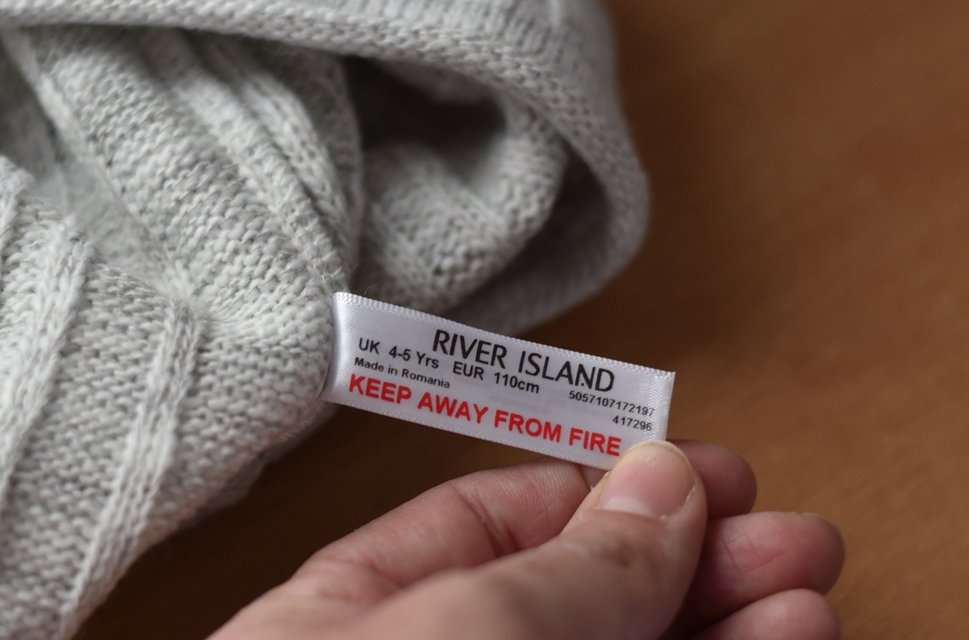 RIVER ISLAND
UK 4-5 Yrs EUR 110cm
Made in Romania
5057107172197
417296
KEEP AWAY FROM FIRE